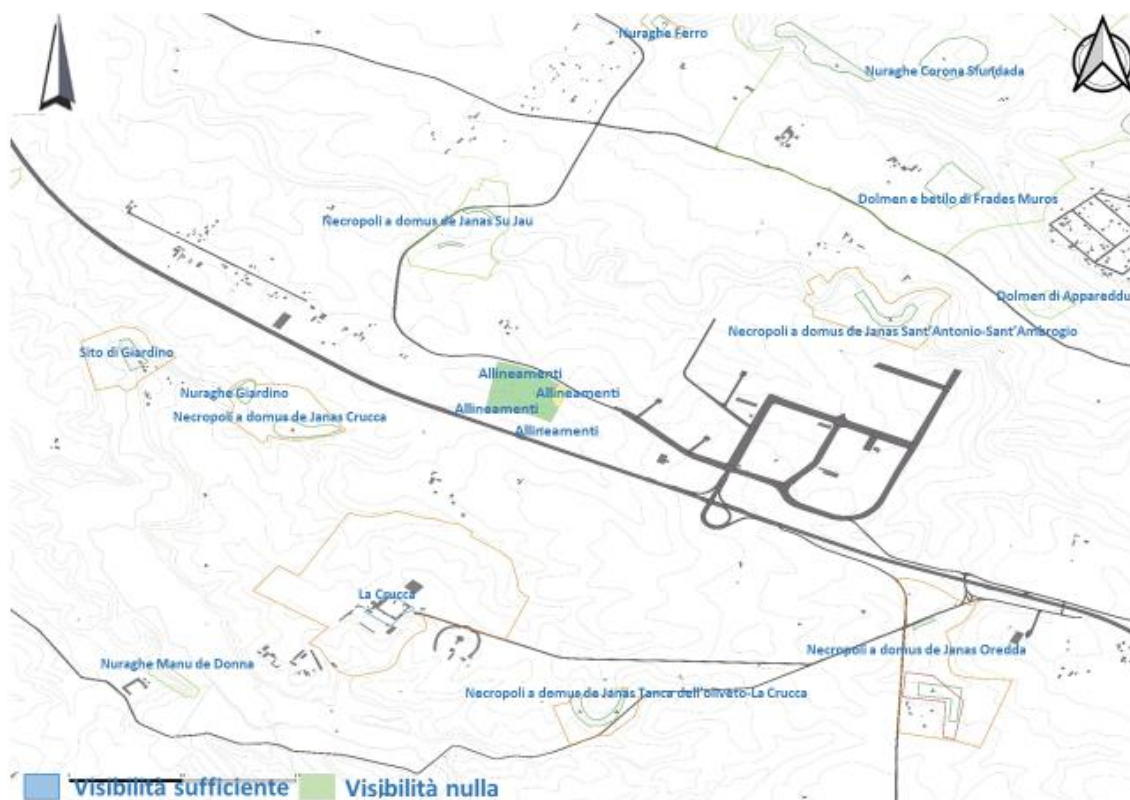 Nuraghe Ferro
Nuraghe Corona Sfundada
Dolmen e betilo di Frades Muros
Necropoli a domus de Janas Su Jau
Dolmen di Appareddu
Necropoli a domus de Janas Sant'Antonio-Sant'Ambrogio
Sito di Giardino
Allineamenti
Nuraghe Giardino
Allineamenti
Necropoli a domus de Janas Crucca
Allineamenti
Allineamenti
La Crucca
Necropoli a domus de Janas Oredda
Nuraghe Manu de Donna
Necropoli a domus de Janas Tanca dell'oliveto-La Crucca
Visibilità sufficiente
Visibilità nulla